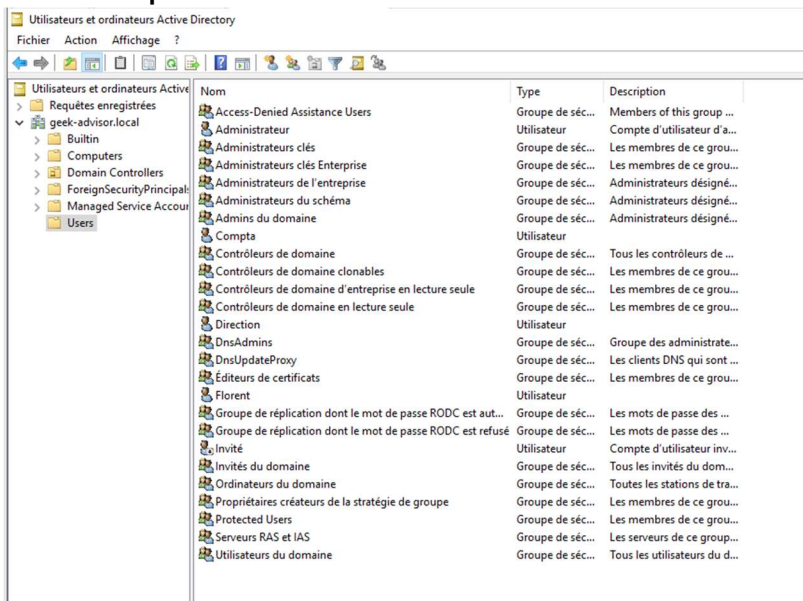 Utilisateurs et ordinateurs Active Directory
Fichier Action Affichage ?
Utilisateurs et ordinateurs Active
Requêtes enregistrées
geek-advisor.local
Builtin
Computers
Domain Controllers
ForeignSecurityPrincipals
Managed Service Accour
Users
Nom Type Description
Access-Denied Assistance Users Groupe de séc... Members of this group ...
Administrateur Utilisateur Compte d'utilisateur d'a...
Administrateurs clés Groupe de séc... Les membres de ce grou...
Administrateurs clés Enterprise Groupe de séc... Les membres de ce grou...
Administrateurs de l'entreprise Groupe de séc... Administrateurs désigné...
Administrateurs du schéma Groupe de séc... Administrateurs désigné...
Admins du domaine Groupe de séc... Administrateurs désigné...
Compta Utilisateur
Contrôleurs de domaine Groupe de séc... Tous les contrôleurs de ...
Contrôleurs de domaine clonables Groupe de séc... Les membres de ce grou...
Contrôleurs de domaine d'entreprise en lecture seule Groupe de séc... Les membres de ce grou...
Contrôleurs de domaine en lecture seule Groupe de séc... Les membres de ce grou...
Direction Utilisateur
DnsAdmins Groupe de séc... Groupe des administrate...
DnsUpdateProxy Groupe de séc... Les clients DNS qui sont ...
Éditeurs de certificats Groupe de séc... Les membres de ce grou...
Florent Utilisateur
Groupe de réplication dont le mot de passe RODC est aut... Groupe de séc... Les mots de passe des ...
Groupe de réplication dont le mot de passe RODC est refusé Groupe de séc... Les mots de passe des ...
Invité Utilisateur Compte d'utilisateur inv...
Invités du domaine Groupe de séc... Tous les invités du dom...
Ordinateurs du domaine Groupe de séc... Toutes les stations de tra...
Propriétaires créateurs de la stratégie de groupe Groupe de séc... Les membres de ce grou...
Protected Users Groupe de séc... Les membres de ce grou...
Serveurs RAS et IAS Groupe de séc... Les serveurs de ce group...
Utilisateurs du domaine Groupe de séc... Tous les utilisateurs du d...